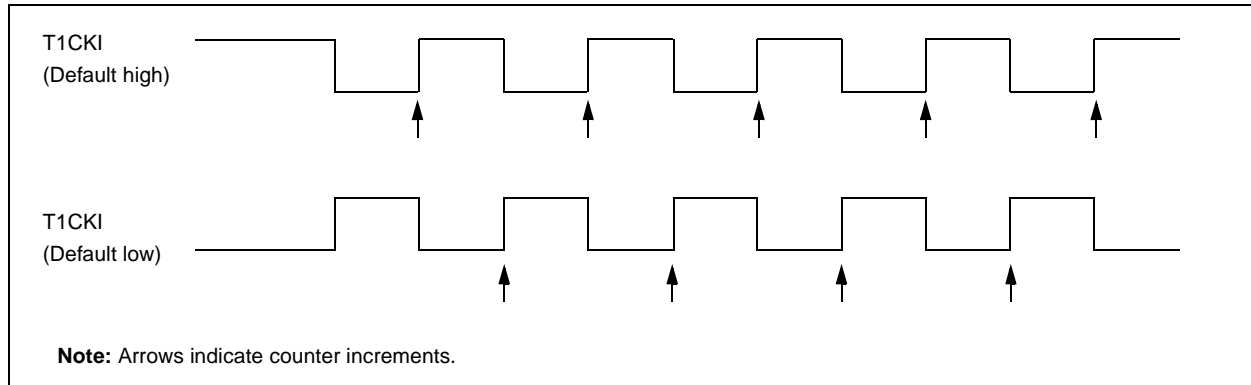 T1CKI
(Default high)
T1CKI
(Default low)
Note: Arrows indicate counter increments.